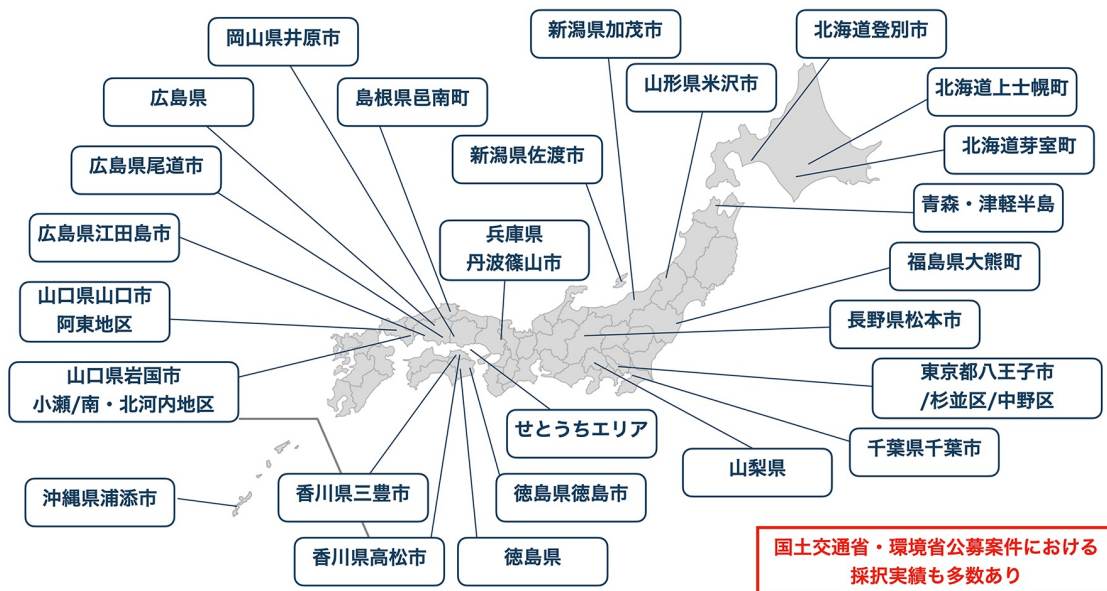 岡山県井原市
新潟県加茂市
北海道登別市
広島県
島根県邑南町
山形県米沢市
北海道上士幌町
広島県尾道市
新潟県佐渡市
北海道芽室町
青森・津軽半島
広島県江田島市
兵庫県
丹波篠山市
福島県大熊町
山口県山口市
阿東地区
長野県松本市
山口県岩国市
小瀬/南・北河内地区
東京都八王子市
/杉並区/中野区
せとうちエリア
千葉県千葉市
山梨県
沖縄県浦添市
香川県三豊市
徳島県徳島市
香川県高松市
徳島県
国土交通省・環境省公募案件における
採択実績も多数あり